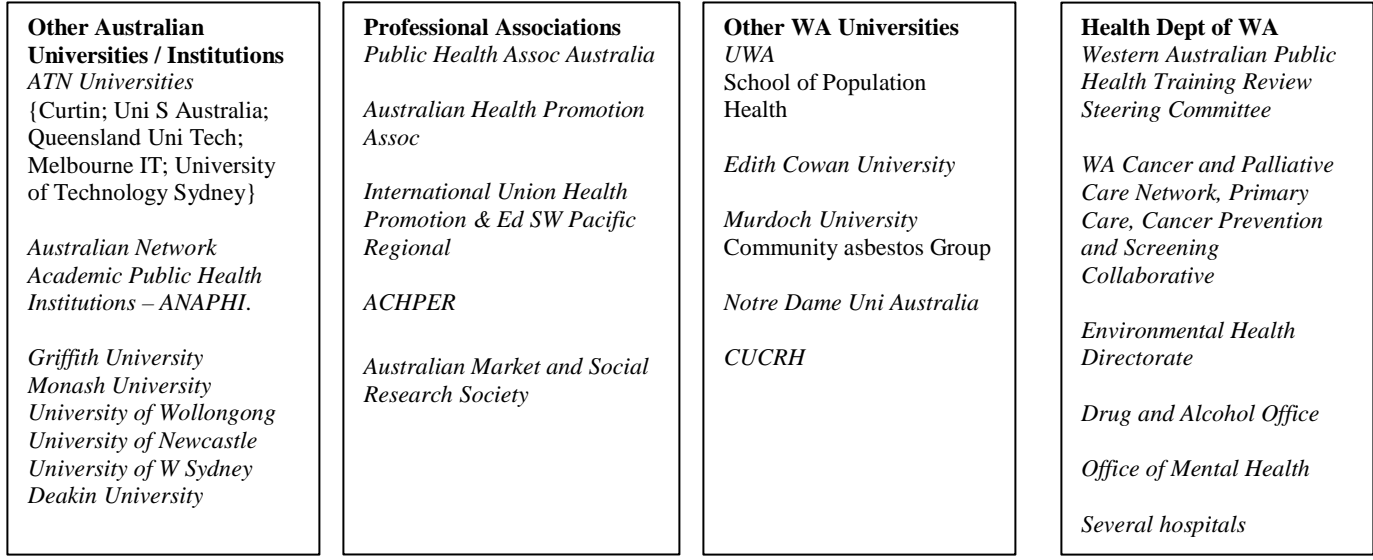 Other Australian
Universities / Institutions
ATN Universities
{Curtin; Uni S Australia;
Queensland Uni Tech;
Melbourne IT; University
of Technology Sydney}
Australian Network
Academic Public Health
Institutions – ANAPHI.
Griffith University
Monash University
University of Wollongong
University of Newcastle
University of W Sydney
Deakin University
Professional Associations
Public Health Assoc Australia
Australian Health Promotion
Assoc
International Union Health
Promotion & Ed SW Pacific
Regional
ACHPER
Australian Market and Social
Research Society
Other WA Universities
UWA
School of Population
Health
Edith Cowan University
Murdoch University
Community asbestos Group
Notre Dame Uni Australia
CUCRH
Health Dept of WA
Western Australian Public
Health Training Review
Steering Committee
WA Cancer and Palliative
Care Network, Primary
Care, Cancer Prevention
and Screening
Collaborative
Environmental Health
Directorate
Drug and Alcohol Office
Office of Mental Health
Several hospitals